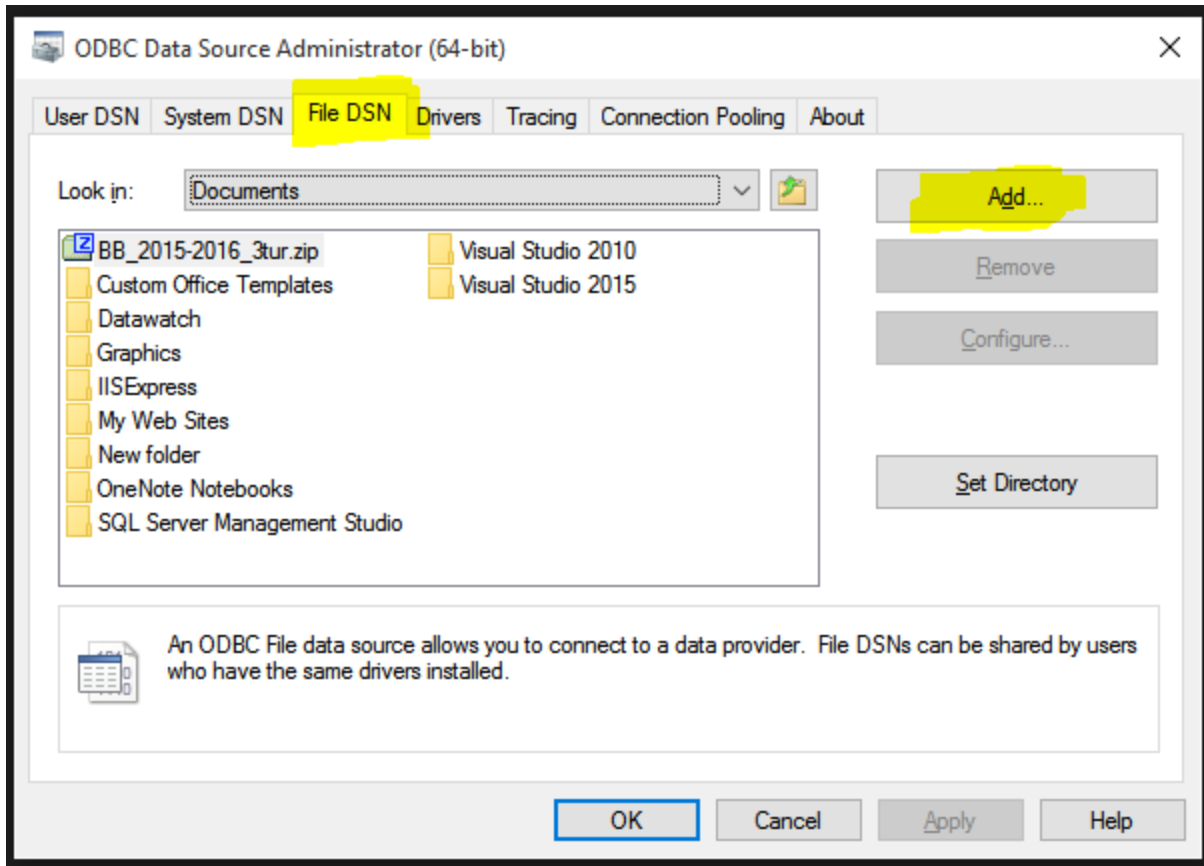 ODBC Data Source Administrator (64-bit)
User DSN System DSN File DSN Drivers Tracing Connection Pooling About
Look in: Documents Add...
BB_2015-2016_3tur.zip Visual Studio 2010
Custom Office Templates Visual Studio 2015
Datawatch
Graphics
IISExpress
My Web Sites
New folder
OneNote Notebooks
SQL Server Management Studio
Remove
Configure...
Set Directory
An ODBC File data source allows you to connect to a data provider. File DSNs can be shared by users
who have the same drivers installed.
OK Cancel Apply Help